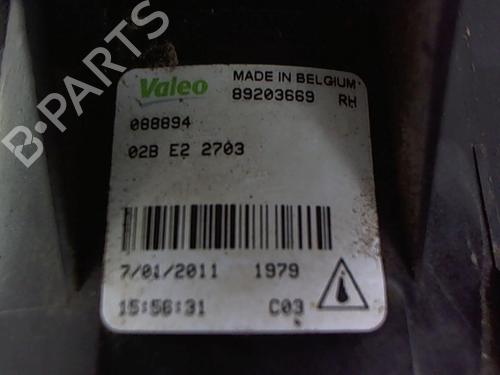 B-PARTS
Valeo MADE IN BELGIUM
89203669 RH
088894
02B E2 2703
7/01/2011 1979
15:56:31 C03